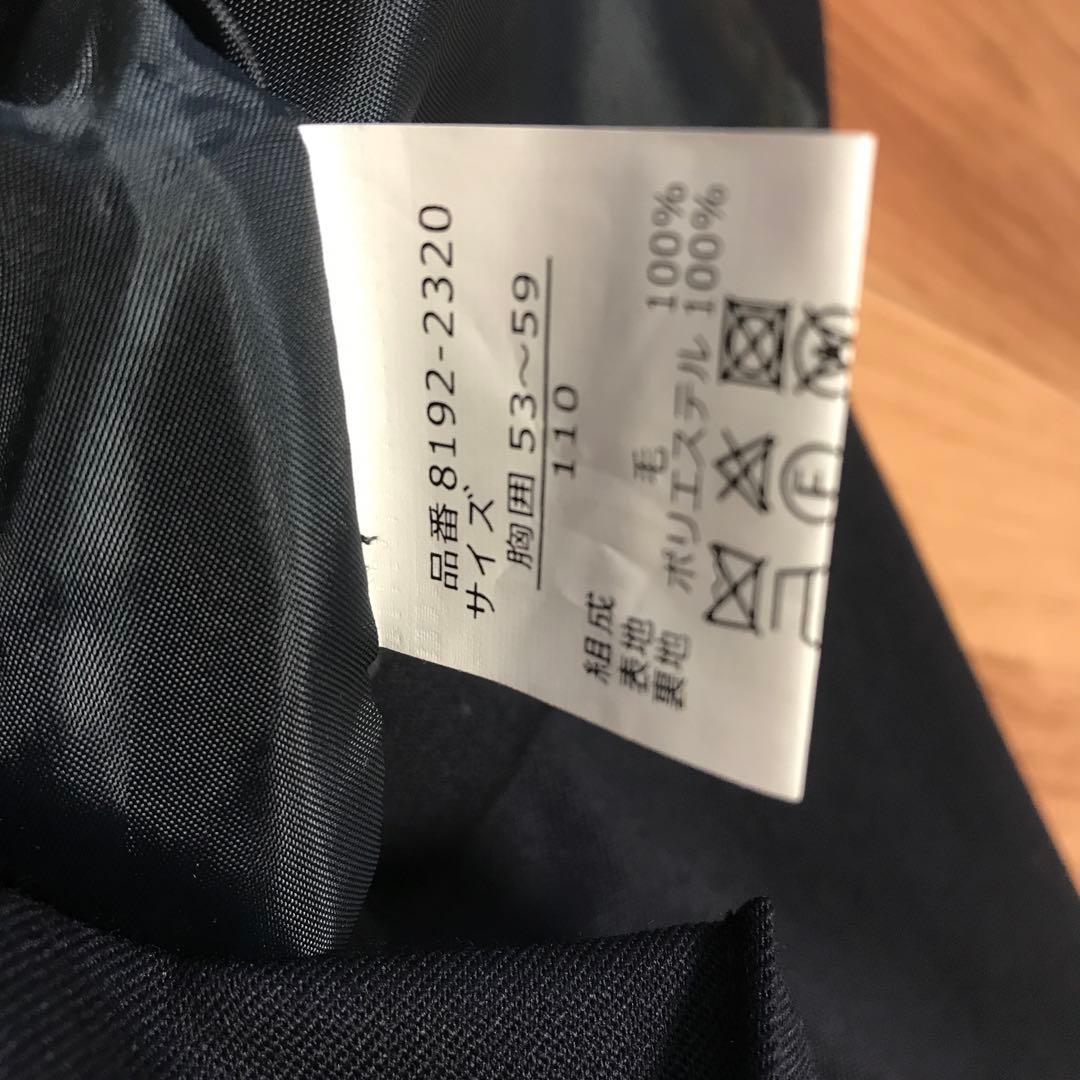 品番 8192-2320
サイズ
胸囲 53～59
110
組成
表地 毛 100%
裏地 ポリエステル 100%
F
W